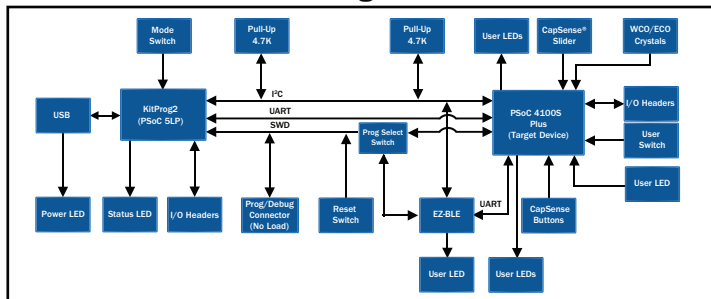 Mode
Switch
Pull-Up
4.7K
Pull-Up
4.7K
User LEDs
CapSense®
Slider
WCO/ECO
Crystals
I²C
USB
KitProg2
(PSoC 5LP)
UART
SWD
Prog Select
Switch
PSoC 4100S
Plus
(Target Device)
I/O Headers
User
Switch
User LED
Power LED
Status LED
I/O Headers
Prog/Debug
Connector
(No Load)
Reset
Switch
EZ-BLE
UART
CapSense
Buttons
User LED
User LEDs